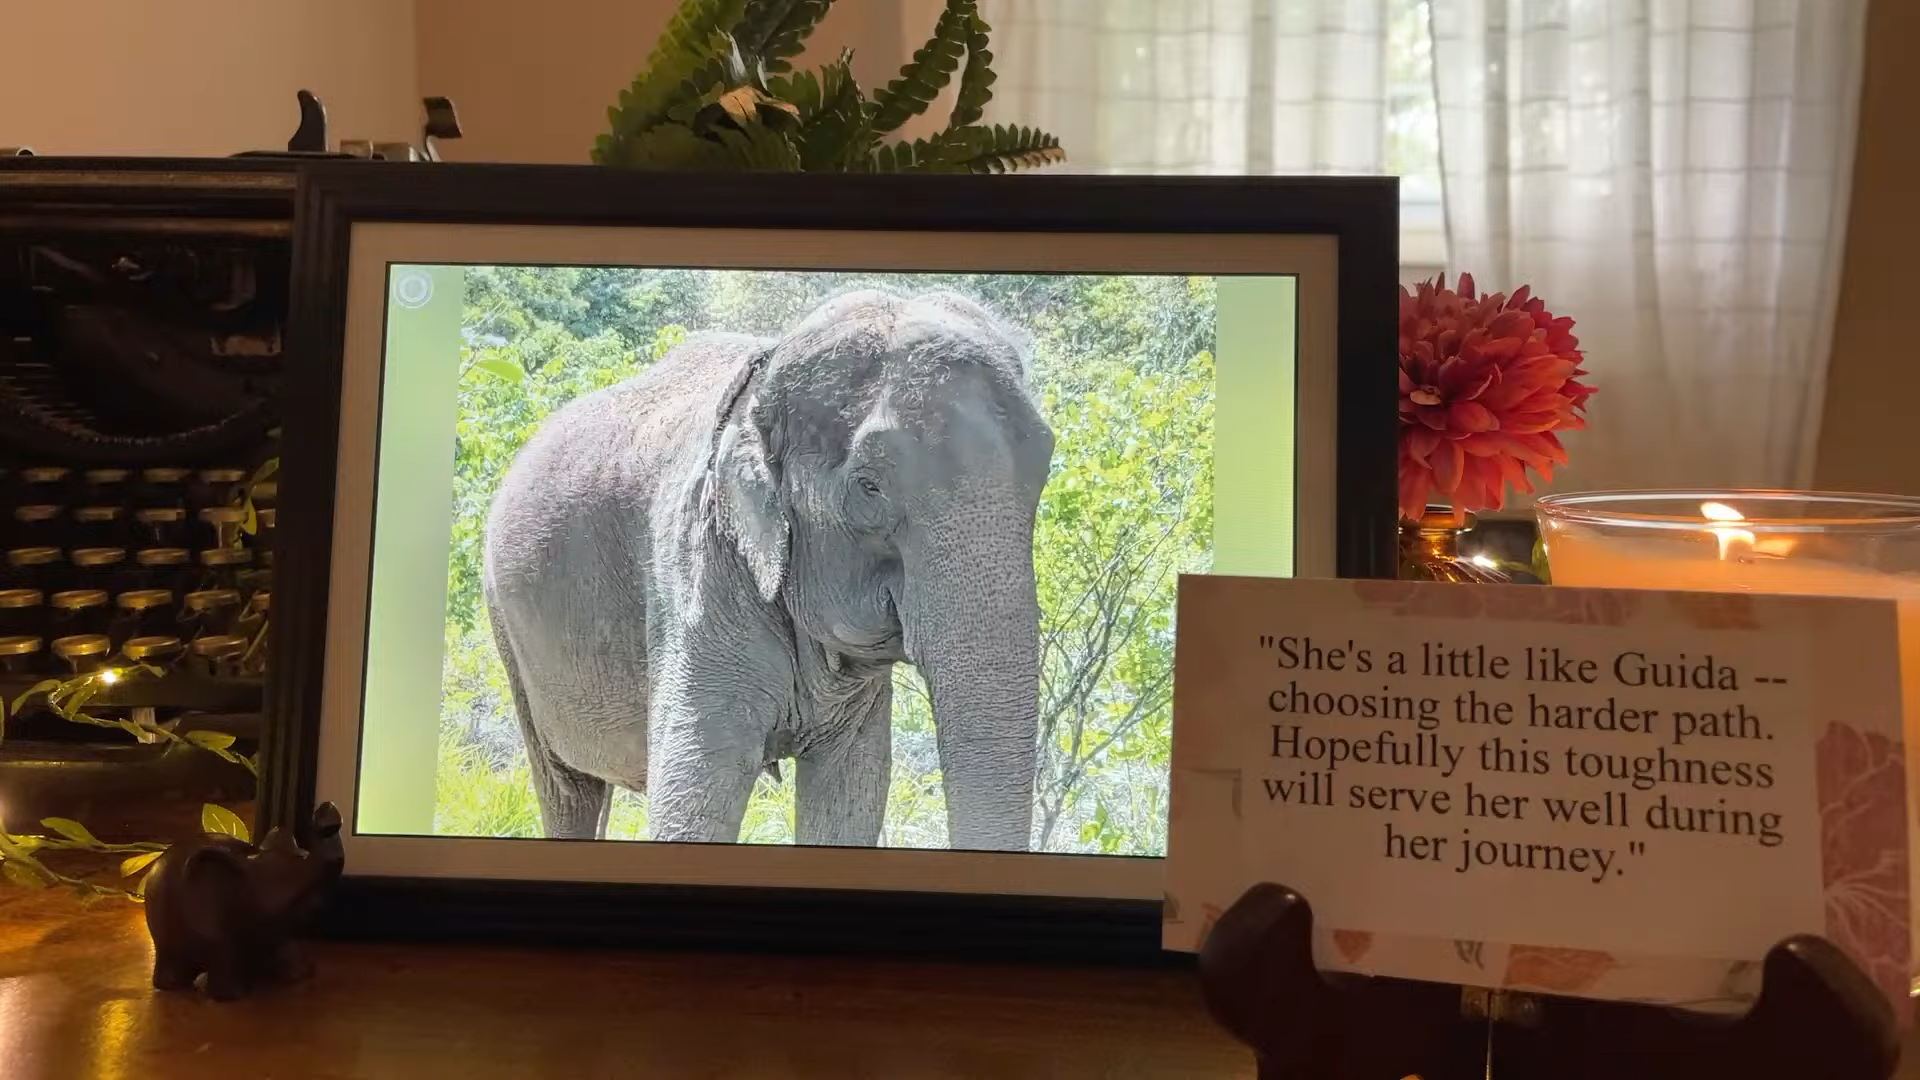 "She's a little like Guida --
choosing the harder path.
Hopefully this toughness
will serve her well during
her journey."